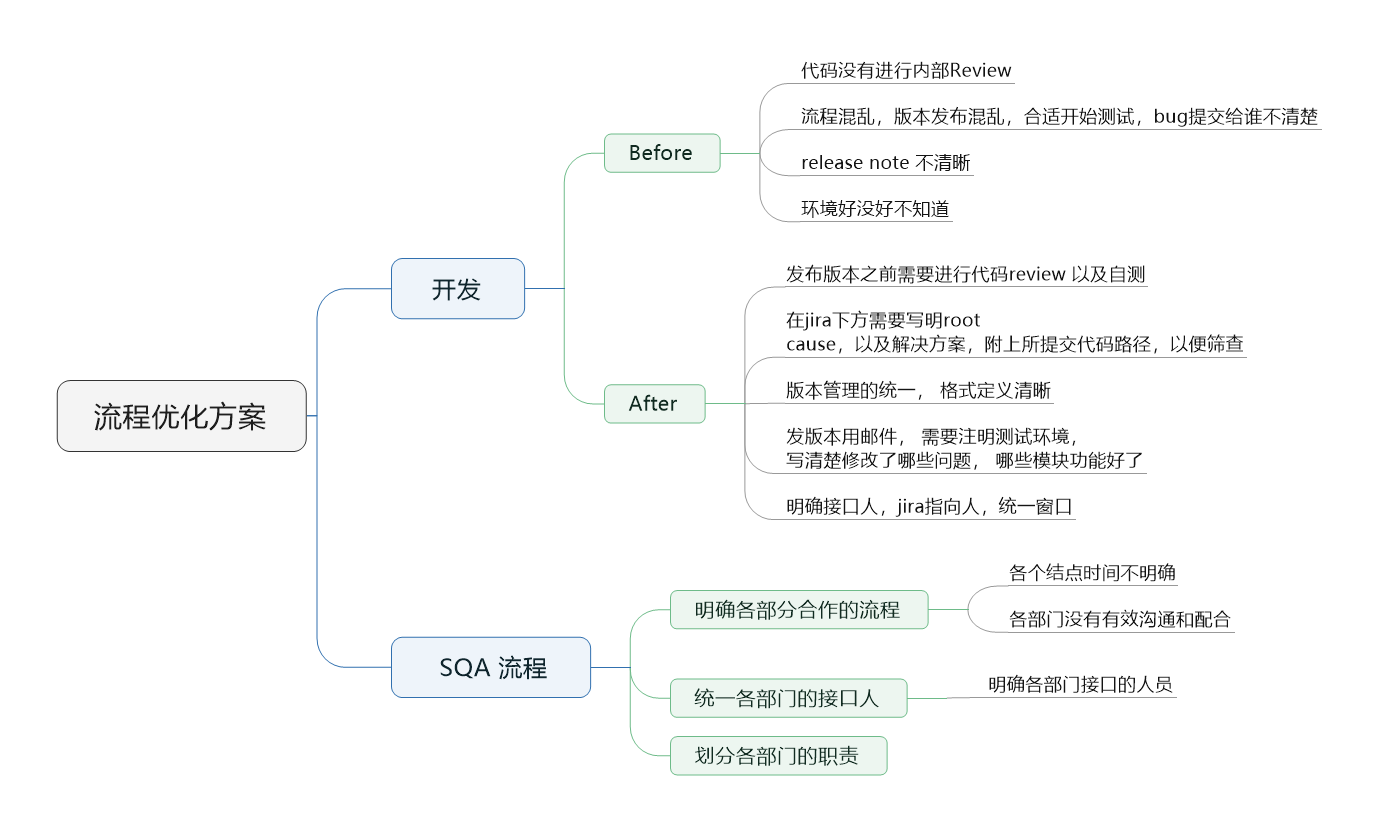 流程优化方案
开发
Before
代码没有进行内部Review
流程混乱，版本发布混乱，合适开始测试，bug提交给谁不清楚
release note 不清晰
环境好没好不知道
After
发布版本之前需要进行代码review 以及自测
在jira下方需要写明root
cause，以及解决方案，附上所提交代码路径，以便筛查
版本管理的统一， 格式定义清晰
发版本用邮件， 需要注明测试环境，
写清楚修改了哪些问题， 哪些模块功能好了
明确接口人，jira指向人，统一窗口
SQA 流程
明确各部分合作的流程
各个结点时间不明确
各部门没有有效沟通和配合
统一各部门的接口人
明确各部门接口的人员
划分各部门的职责